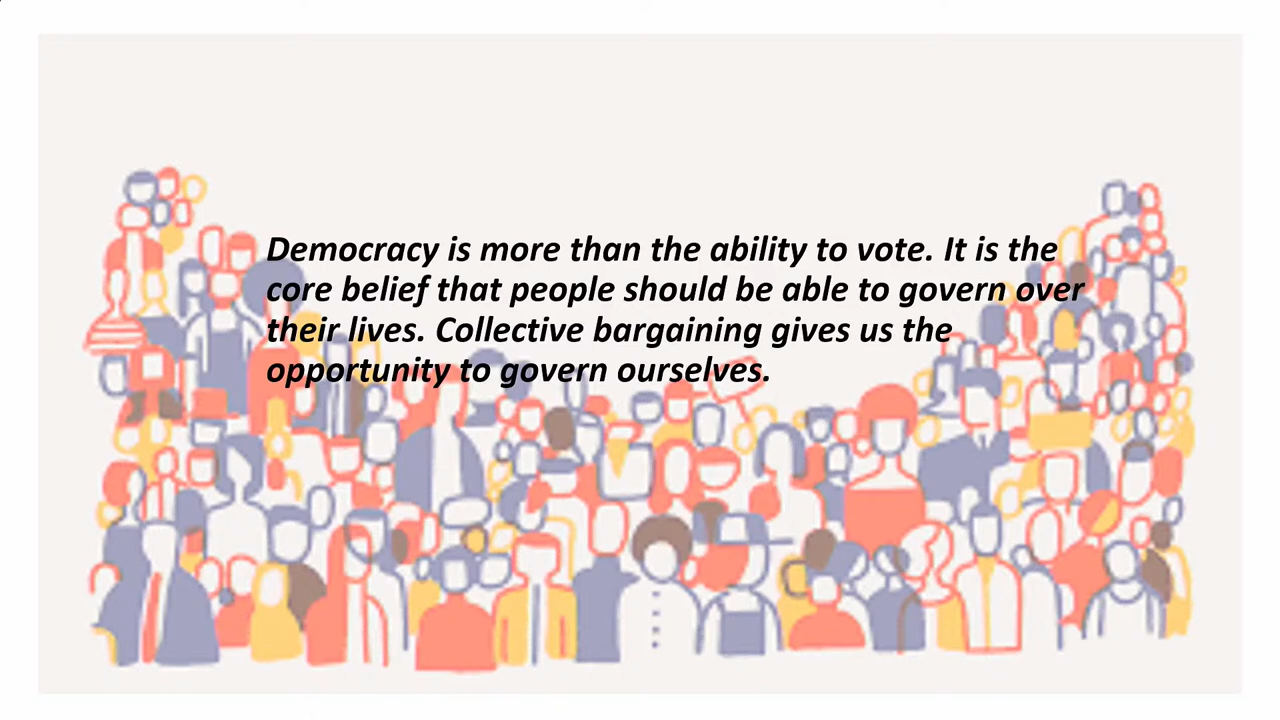 Democracy is more than the ability to vote. It is the
core belief that people should be able to govern over
their lives. Collective bargaining gives us the
opportunity to govern ourselves.